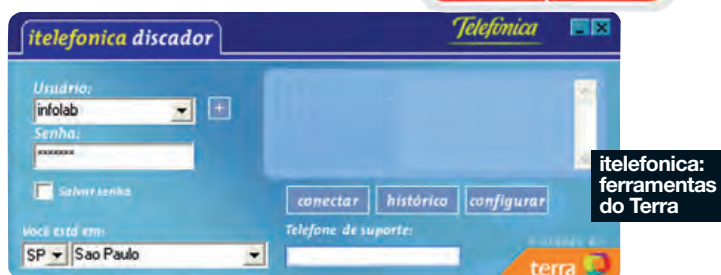 itelefonica discador
Telefónica
Usuário:
infolab
+
Senha:
xxxxxxx
Salvar senha
Você está em:
SP
Sao Paulo
conectar
histórico
configurar
Telefone de suporte:
terra
itelefonica:
ferramentas
do Terra